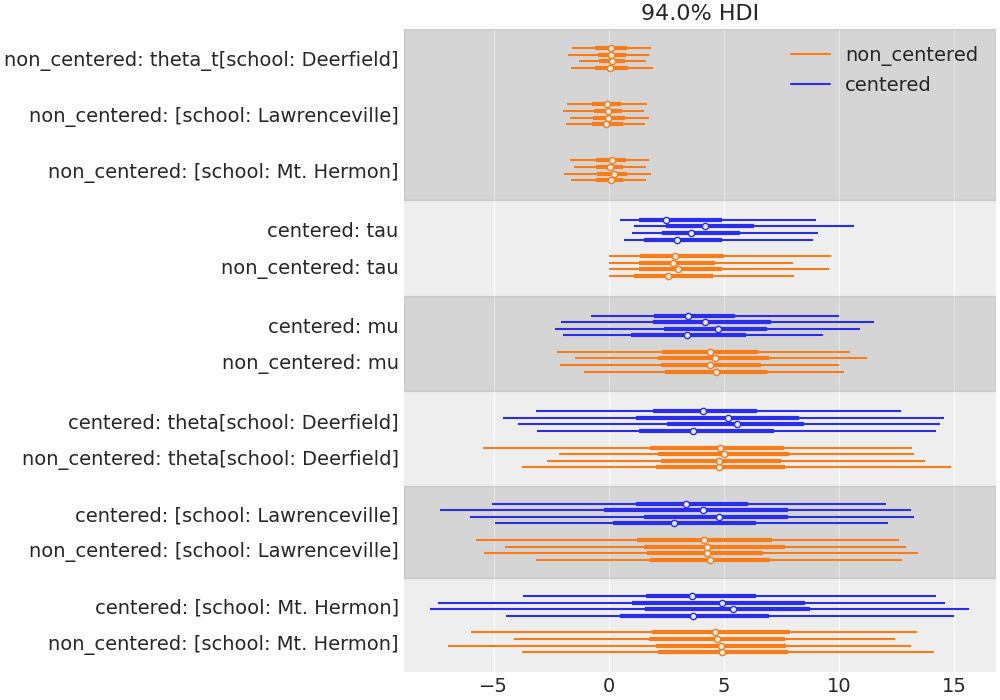 94.0% HDI
non_centered: theta_t[school: Deerfield]
non_centered
centered
non_centered: [school: Lawrenceville]
non_centered: [school: Mt. Hermon]
centered: tau
non_centered: tau
centered: mu
non_centered: mu
centered: theta[school: Deerfield]
non_centered: theta[school: Deerfield]
centered: [school: Lawrenceville]
non_centered: [school: Lawrenceville]
centered: [school: Mt. Hermon]
non_centered: [school: Mt. Hermon]
−5 0 5 10 15